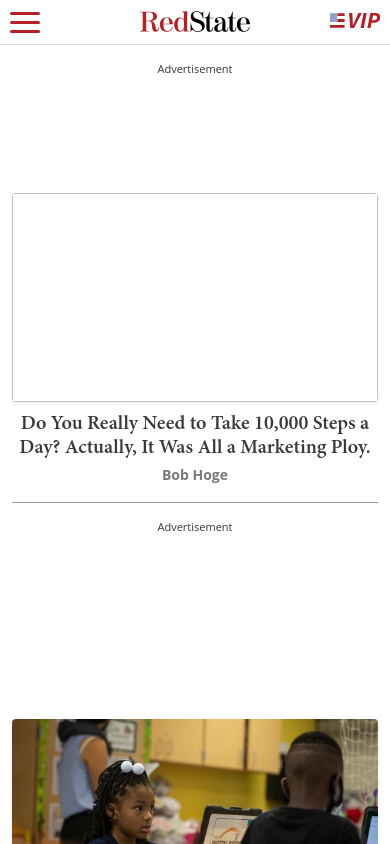 RedState
VIP
Advertisement
Do You Really Need to Take 10,000 Steps a
Day? Actually, It Was All a Marketing Ploy.
Bob Hoge
Advertisement